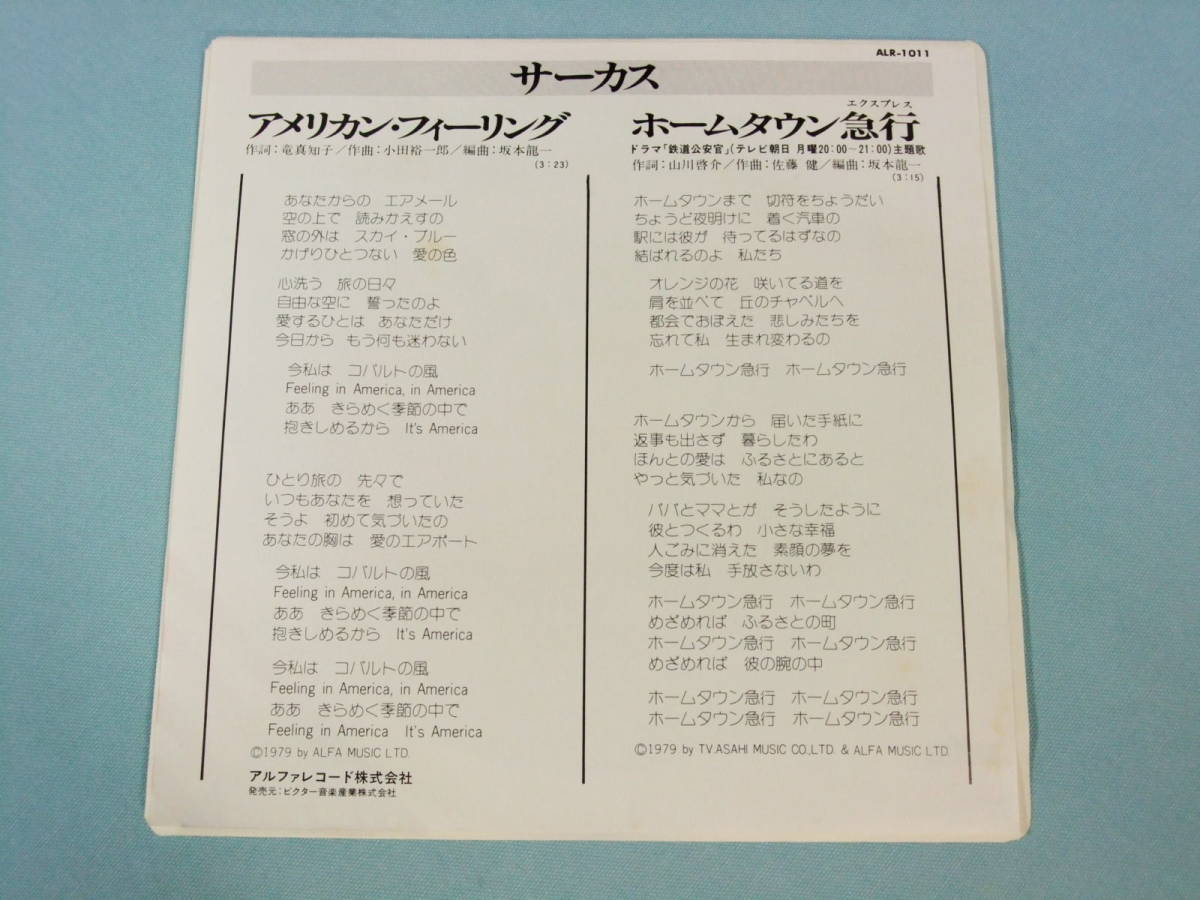 ALR-1011
サーカス
アメリカン・フィーリング
作詞：竜真知子／作曲：小田裕一郎／編曲：坂本龍一
(3：23)
あなたからの　エアメール
空の上で　読みかえすの
窓の外は　スカイ・ブルー
かげりひとつない　愛の色
心洗う　旅の日々
自由な空に　誓ったのよ
愛するひとは　あなただけ
今日から　もう何も迷わない
今私は　コバルトの風
Feeling in America, in America
ああ　きらめく季節の中で
抱きしめるから　It's America
ひとり旅の　先々で
いつもあなたを　想っていた
そうよ　初めて気づいたの
あなたの胸は　愛のエアポート
今私は　コバルトの風
Feeling in America, in America
ああ　きらめく季節の中で
抱きしめるから　It's America
今私は　コバルトの風
Feeling in America, in America
ああ　きらめく季節の中で
Feeling in America　It's America
©1979 by ALFA MUSIC LTD.
アルファレコード株式会社
発売元：ビクター音楽産業株式会社
エクスプレス
ホームタウン急行
ドラマ「鉄道公安官」(テレビ朝日 月曜20:00〜21:00)主題歌
作詞：山川啓介／作曲：佐藤 健／編曲：坂本龍一
(3：15)
ホームタウンまで　切符をちょうだい
ちょうど夜明けに　着く汽車の
駅には彼が　待ってるはずなの
結ばれるのよ　私たち
オレンジの花　咲いてる道を
肩を並べて　丘のチャペルへ
都会でおぼえた　悲しみたちを
忘れて私　生まれ変わるの
ホームタウン急行　ホームタウン急行
ホームタウンから　届いた手紙に
返事も出さず　暮らしたわ
ほんとの愛は　ふるさとにあると
やっと気づいた　私なの
パパとママとが　そうしたように
彼とつくるわ　小さな幸福
人ごみに消えた　素顔の夢を
今度は私　手放さないわ
ホームタウン急行　ホームタウン急行
めざめれば　ふるさとの町
ホームタウン急行　ホームタウン急行
めざめれば　彼の腕の中
ホームタウン急行　ホームタウン急行
ホームタウン急行　ホームタウン急行
©1979 by TV.ASAHI MUSIC CO.,LTD. & ALFA MUSIC LTD.